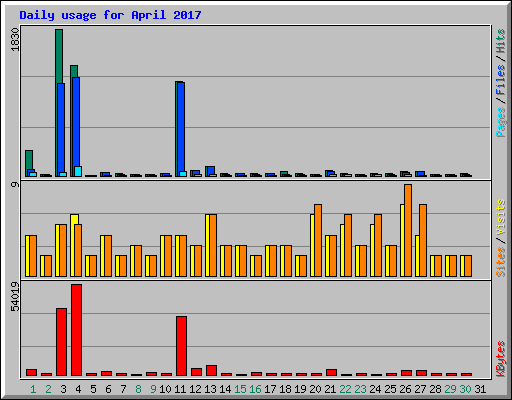 Daily usage for April 2017
1830
Pages / Files / Hits
9
Sites / Visits
54019
KBytes
1 2 3 4 5 6 7 8 9 10 11 12 13 14 15 16 17 18 19 20 21 22 23 24 25 26 27 28 29 30 31